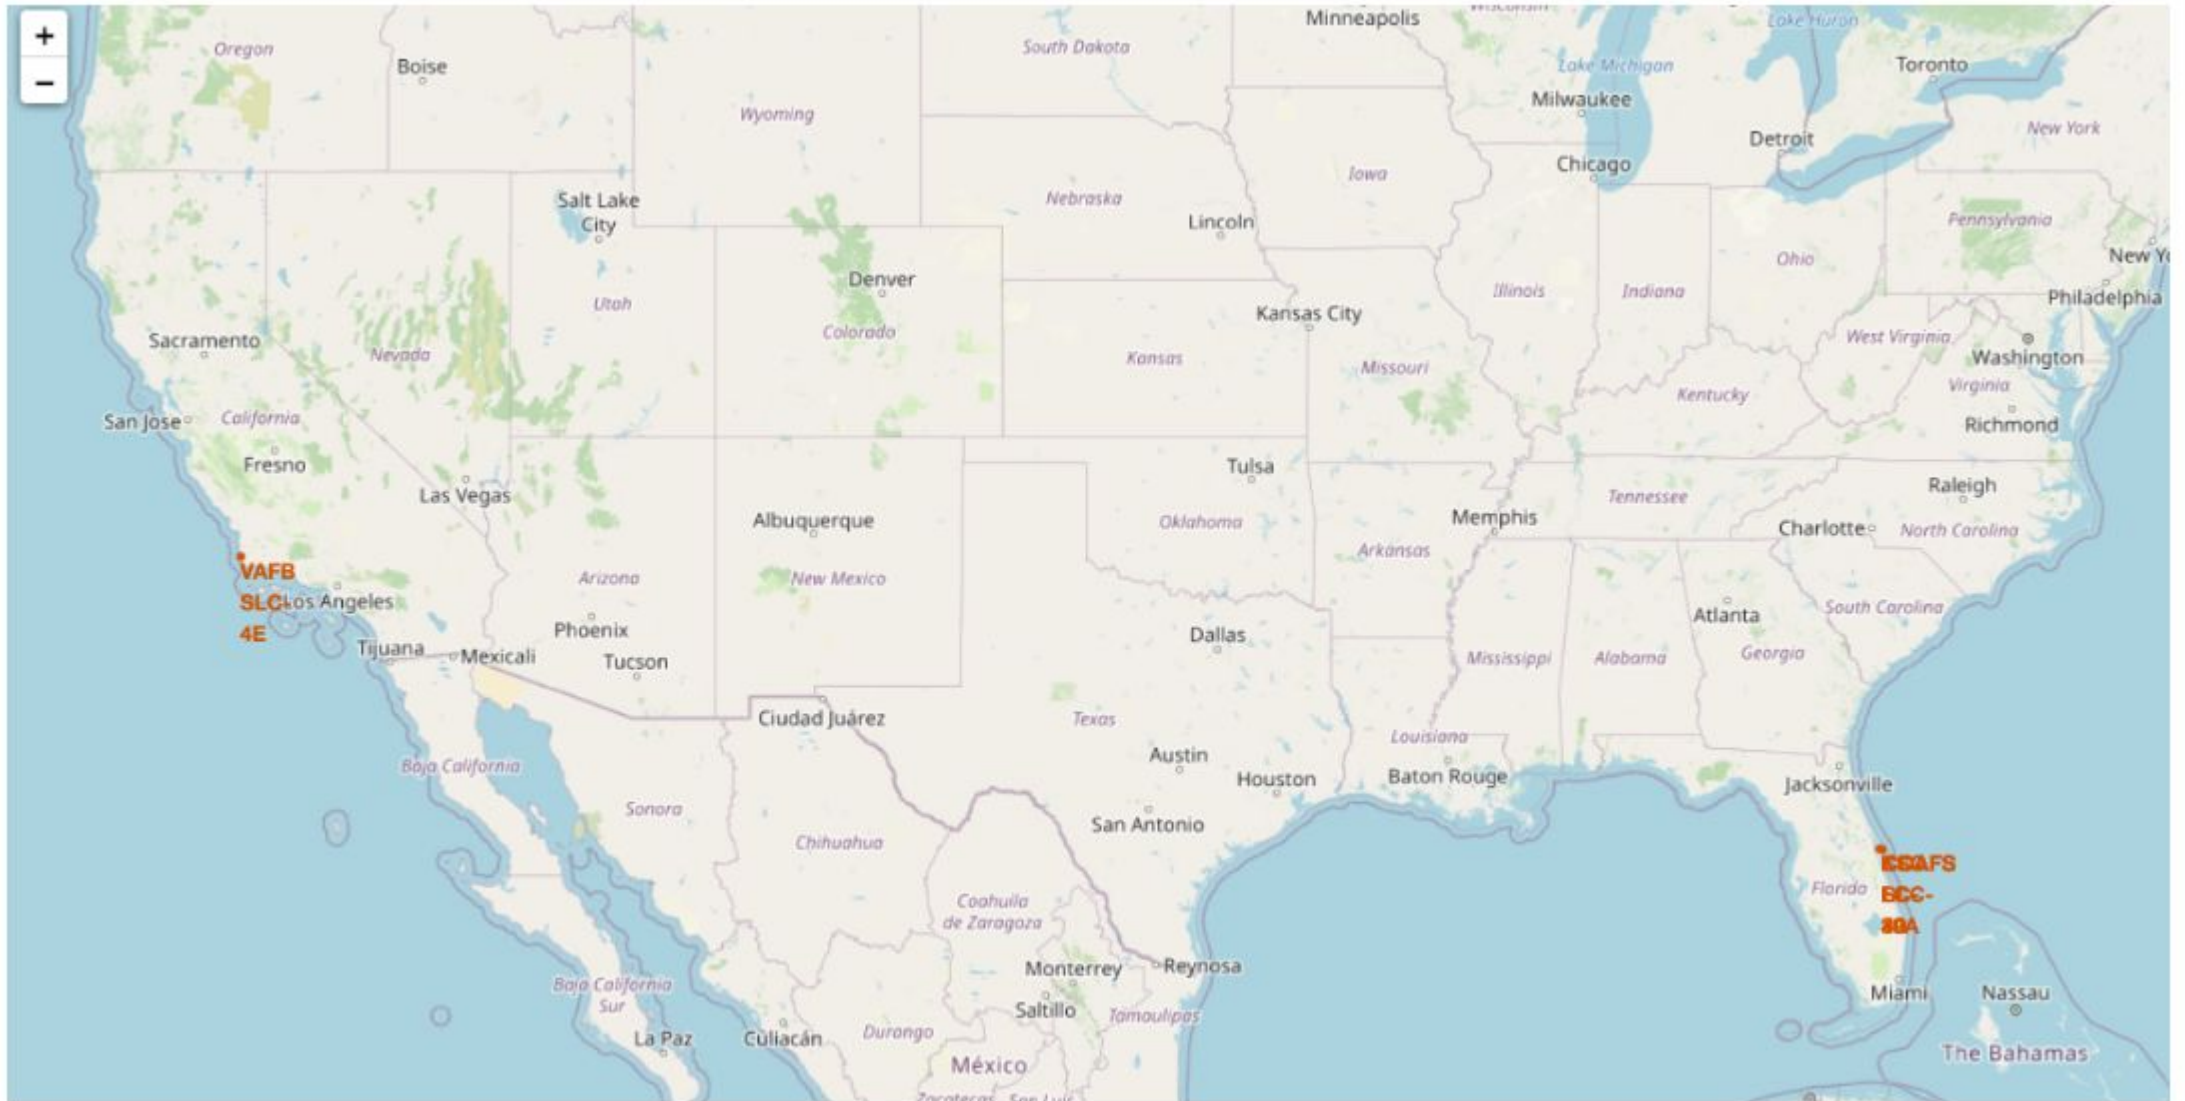 +
−
Oregon
Boise
Wyoming
South Dakota
Minneapolis
Lake Michigan
Milwaukee
Lake Huron
Toronto
Detroit
New York
Chicago
Iowa
Nebraska
Lincoln
Salt Lake
City
Pennsylvania
Ohio
Denver
Utah
Illinois
Indiana
Philadelphia
Colorado
Kansas City
Sacramento
Nevada
Kansas
Missouri
West Virginia
Washington
Virginia
Kentucky
San Jose
California
Richmond
Fresno
Tulsa
Las Vegas
Raleigh
Tennessee
Albuquerque
Oklahoma
Memphis
Charlotte
North Carolina
Arkansas
VAFB
SLC-
4E
Los Angeles
Arizona
New Mexico
South Carolina
Atlanta
Phoenix
Dallas
Tijuana
Mexicali
Tucson
Mississippi
Alabama
Georgia
Ciudad Juárez
Texas
Louisiana
Austin
Baja California
Houston
Baton Rouge
Jacksonville
Sonora
San Antonio
Chihuahua
Florida
Coahuila
de Zaragoza
Monterrey
Reynosa
Baja California
Sur
Saltillo
Tamaulipas
Miami
Nassau
La Paz
Culiacán
Durango
México
The Bahamas